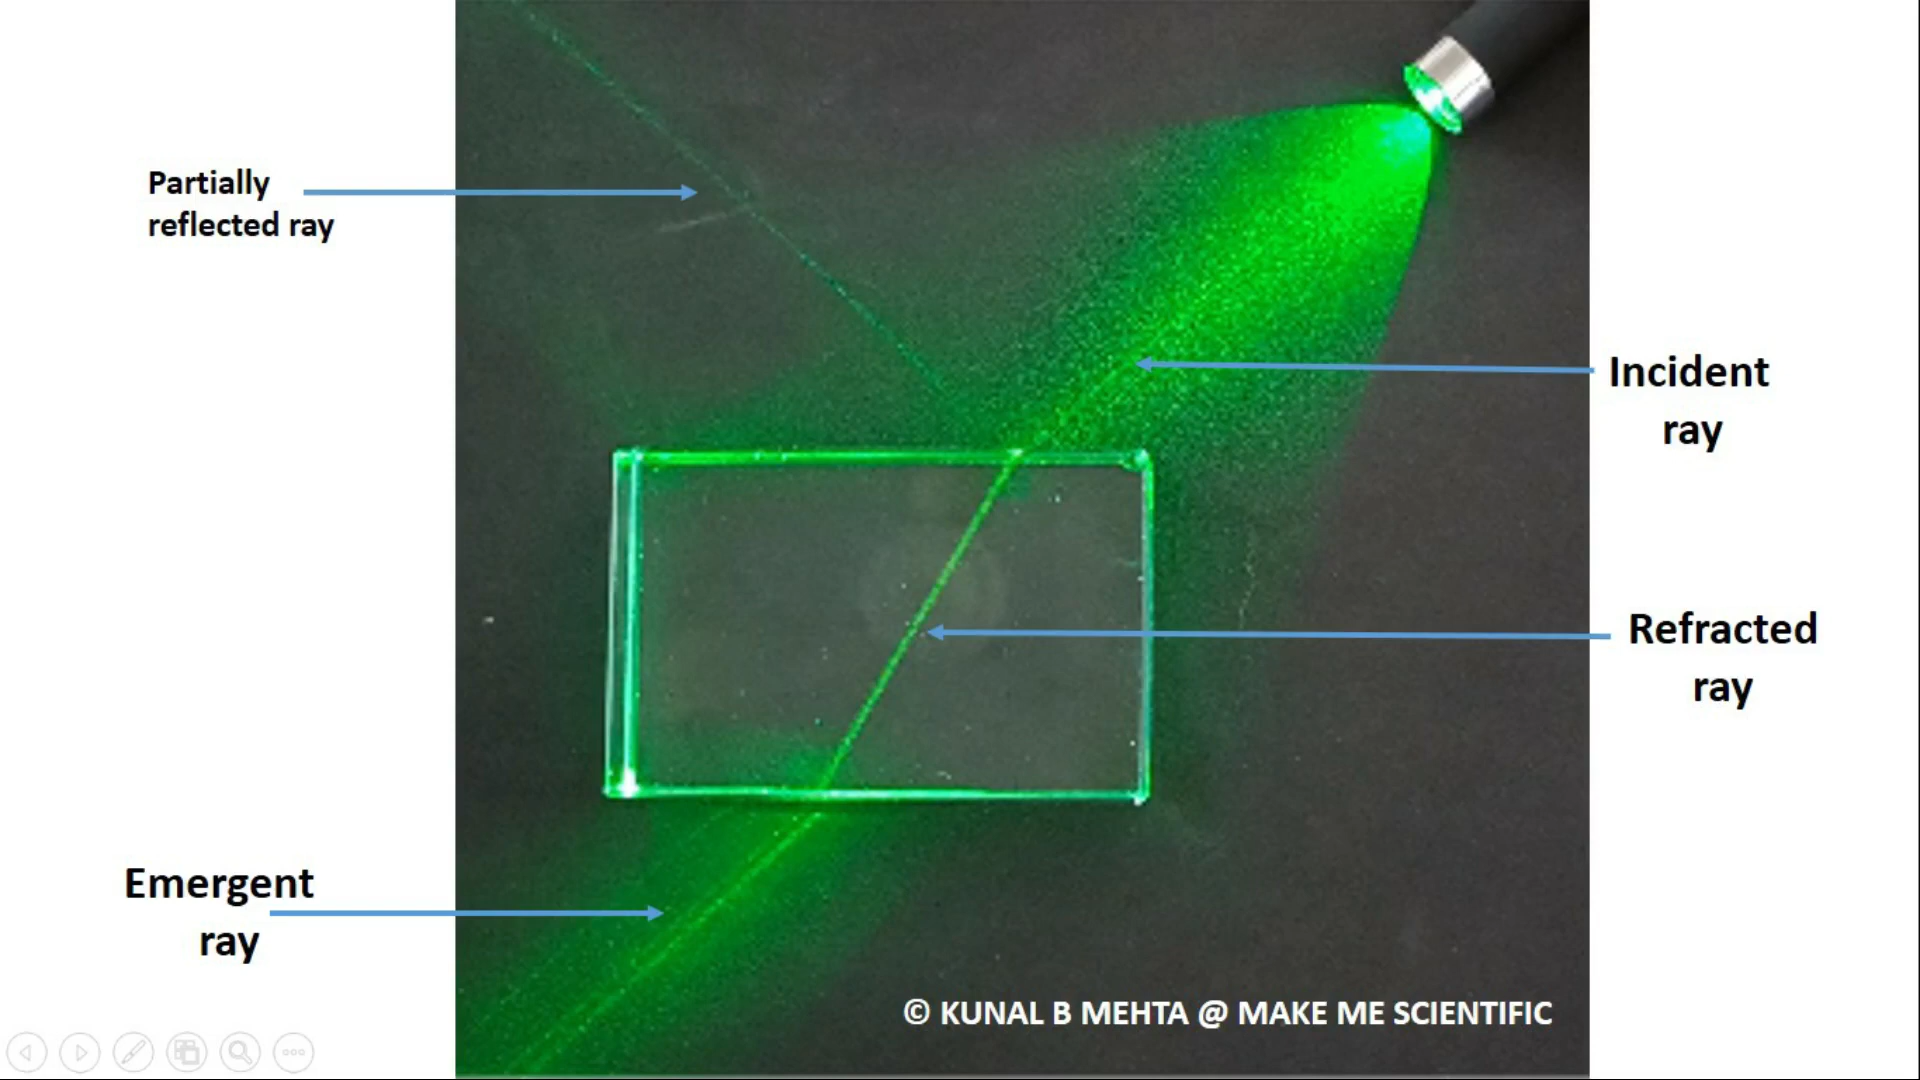 Partially
reflected ray
Incident
ray
Refracted
ray
Emergent
ray
© KUNAL B MEHTA @ MAKE ME SCIENTIFIC